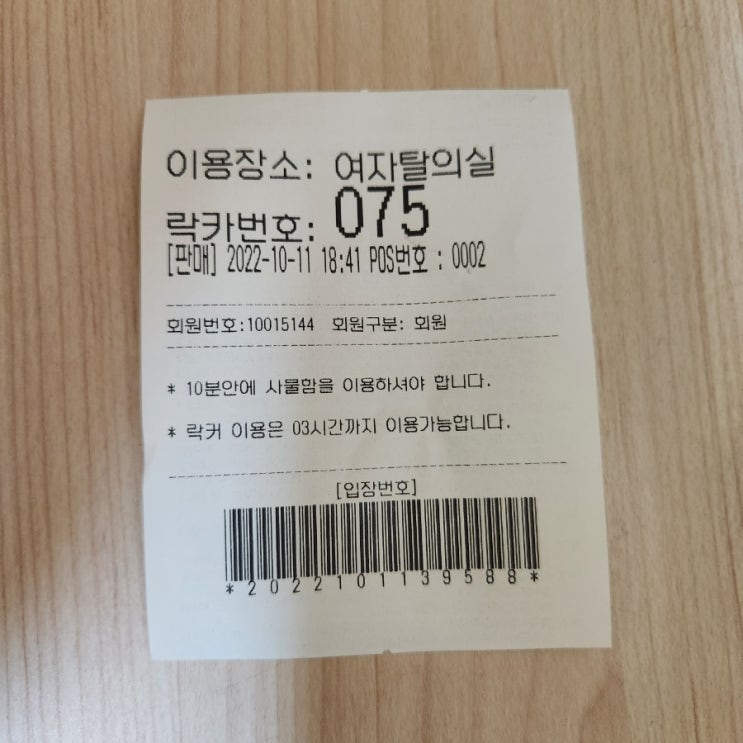 이용장소: 여자탈의실
락카번호: 075
[판매] 2022-10-11 18:41 POS번호 : 0002
회원번호:10015144 회원구분: 회원
* 10분안에 사물함을 이용하셔야 합니다.
* 락커 이용은 03시간까지 이용가능합니다.
[입장번호]
*2022101139588*